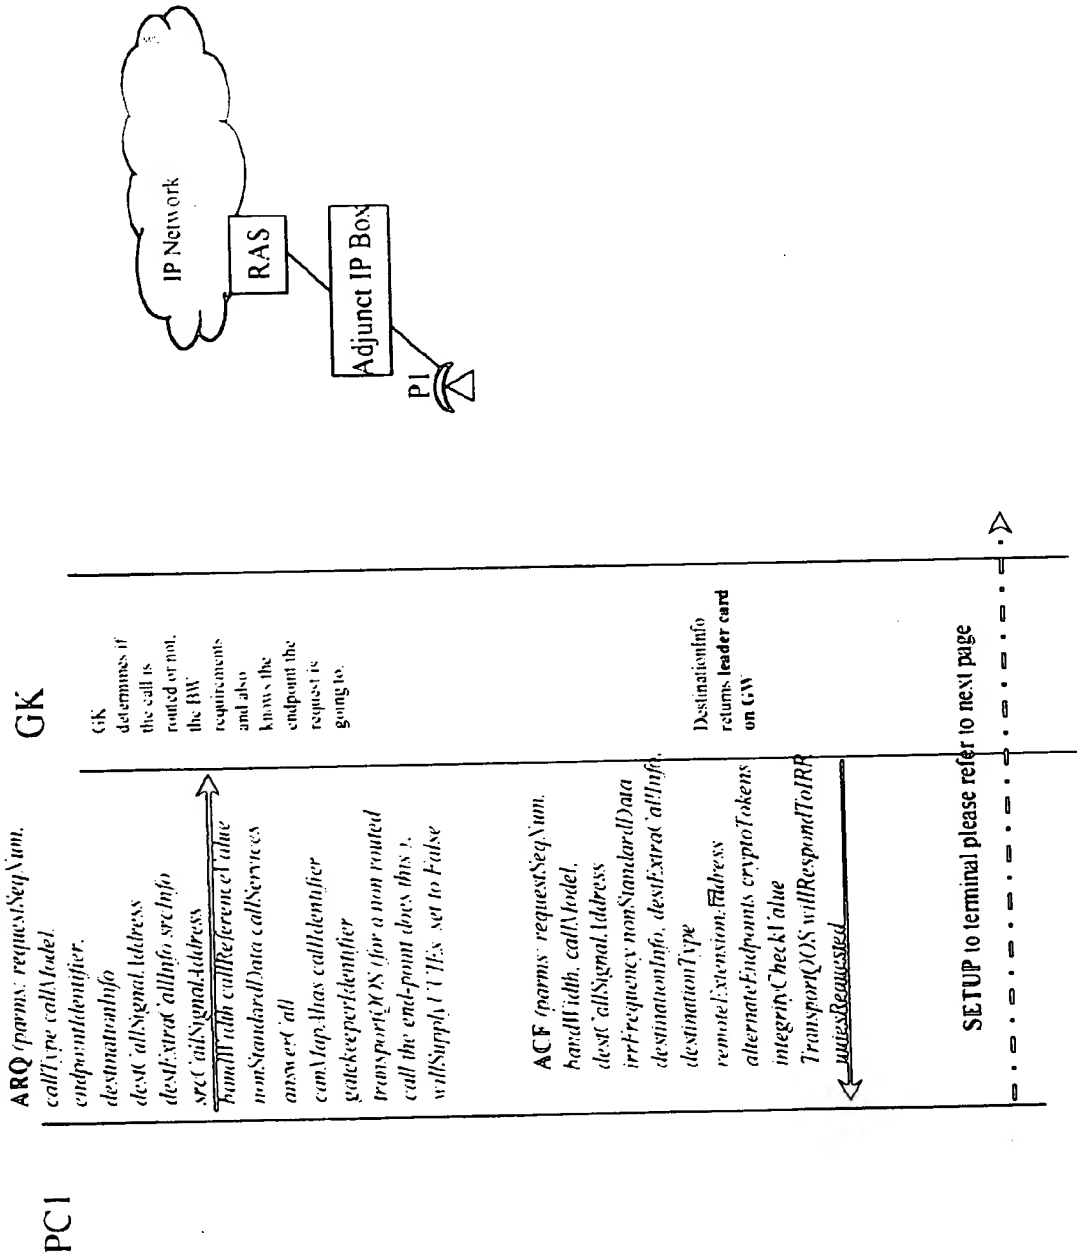 PC1
GK
ARQ (params: requestSeqNum,
callType callModel,
endpointIdentifier,
destinationInfo
destCallSignalAddress
destExtraCallInfo srcInfo
srcCallSignalAddress
bandWidth callReferenceValue
nonStandardData callServices
answerCall
canMapAlias callIdentifier
gatekeeperIdentifier
transportQOS (for a non routed
call the end-point does this ),
willSupplyUUIEs set to False
GK
determines if
the call is
routed or not,
the BW
requirements
and also
knows the
endpoint the
request is
going to.
ACF (params: requestSeqNum,
bandWidth, callModel,
destCallSignalAddress
irrFrequency nonStandardData
destinationInfo, destExtraCallInfo,
destinationType
remoteExtensionAddress
alternateEndpoints cryptoTokens
integrityCheckValue
TransportQOS willRespondToIRR
uuiesRequested
DestinationInfo
returns leader card
on GW
SETUP to terminal please refer to next page
IP Network
RAS
Adjunct IP Box
P1